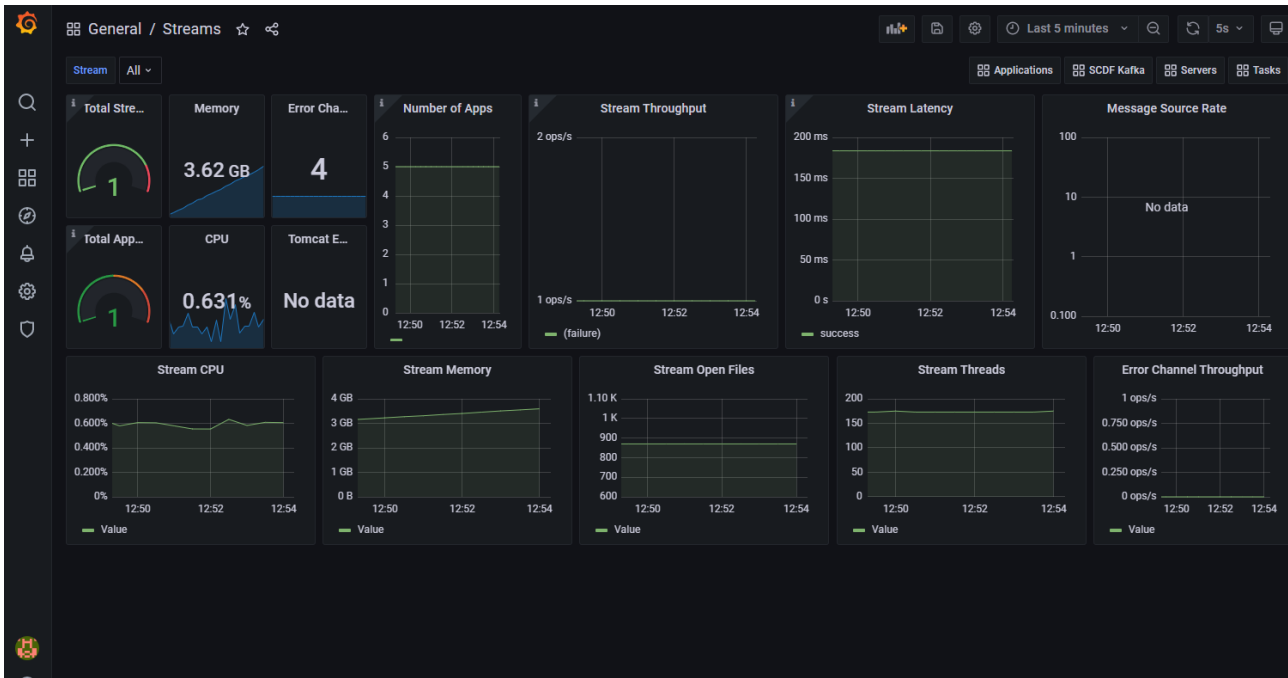 General / Streams
Last 5 minutes
5s
Stream
All
Applications
SCDF Kafka
Servers
Tasks
Total Stre...
1
Memory
3.62 GB
Error Cha...
4
Total App...
1
CPU
0.631%
Tomcat E...
No data
Number of Apps
6
5
4
3
2
1
0
12:50 12:52 12:54
Stream Throughput
2 ops/s
1 ops/s
12:50 12:52 12:54
(failure)
Stream Latency
200 ms
150 ms
100 ms
50 ms
0 s
12:50 12:52 12:54
success
Message Source Rate
100
10
1
0.100
No data
12:50 12:52 12:54
Stream CPU
0.800%
0.600%
0.400%
0.200%
0%
12:50 12:52 12:54
Value
Stream Memory
4 GB
3 GB
2 GB
1 GB
0 B
12:50 12:52 12:54
Value
Stream Open Files
1.10 K
1 K
900
800
700
600
12:50 12:52 12:54
Value
Stream Threads
200
150
100
50
0
12:50 12:52 12:54
Value
Error Channel Throughput
1 ops/s
0.750 ops/s
0.500 ops/s
0.250 ops/s
0 ops/s
12:50 12:52 12:54
Value